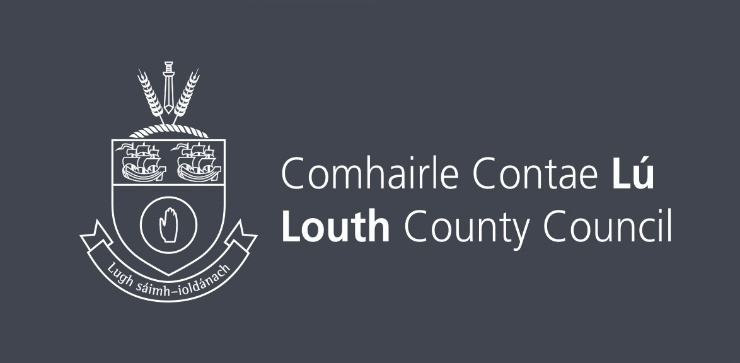 Comhairle Contae Lú
Louth County Council
Lugh sáimh-ioldánach